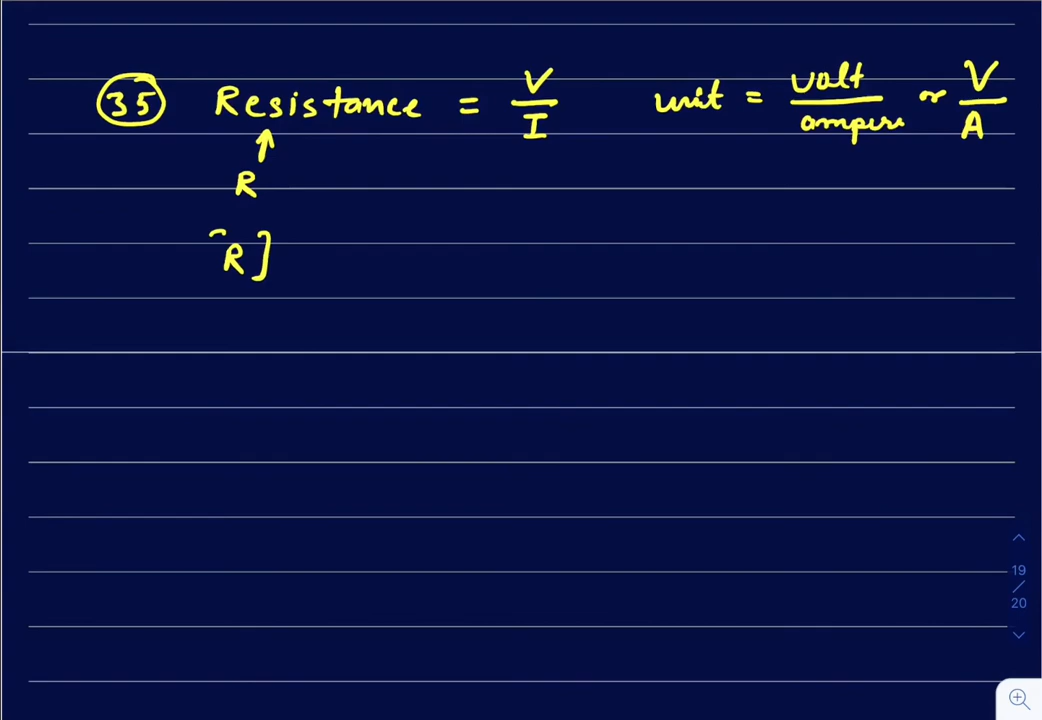 35 Resistance = V/I unit = volt/ampere or V/A
R
[R]
19
/
20